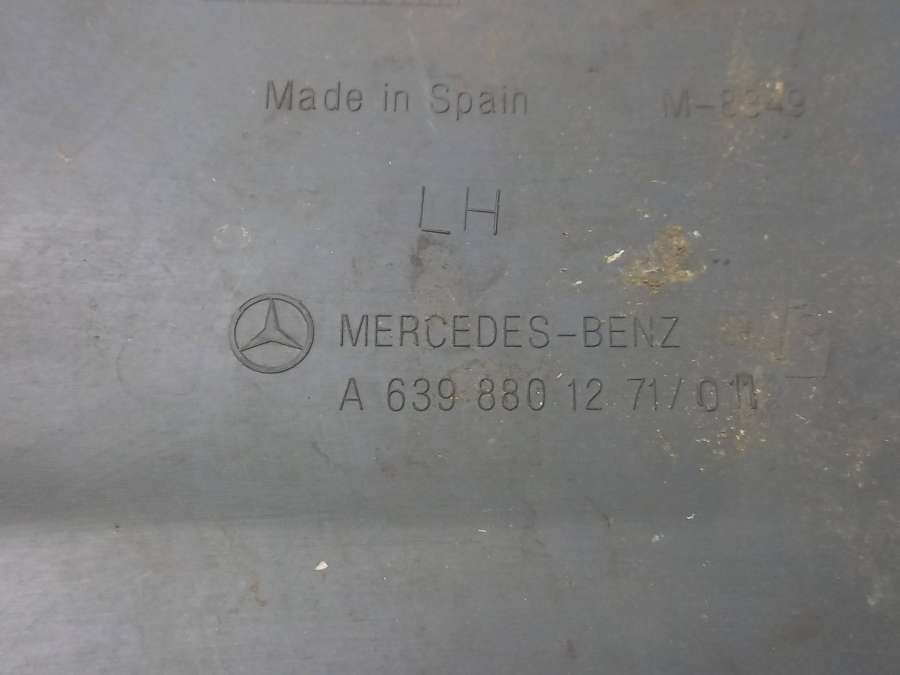 Made in Spain
LH
MERCEDES-BENZ
A 639 880 12 71/